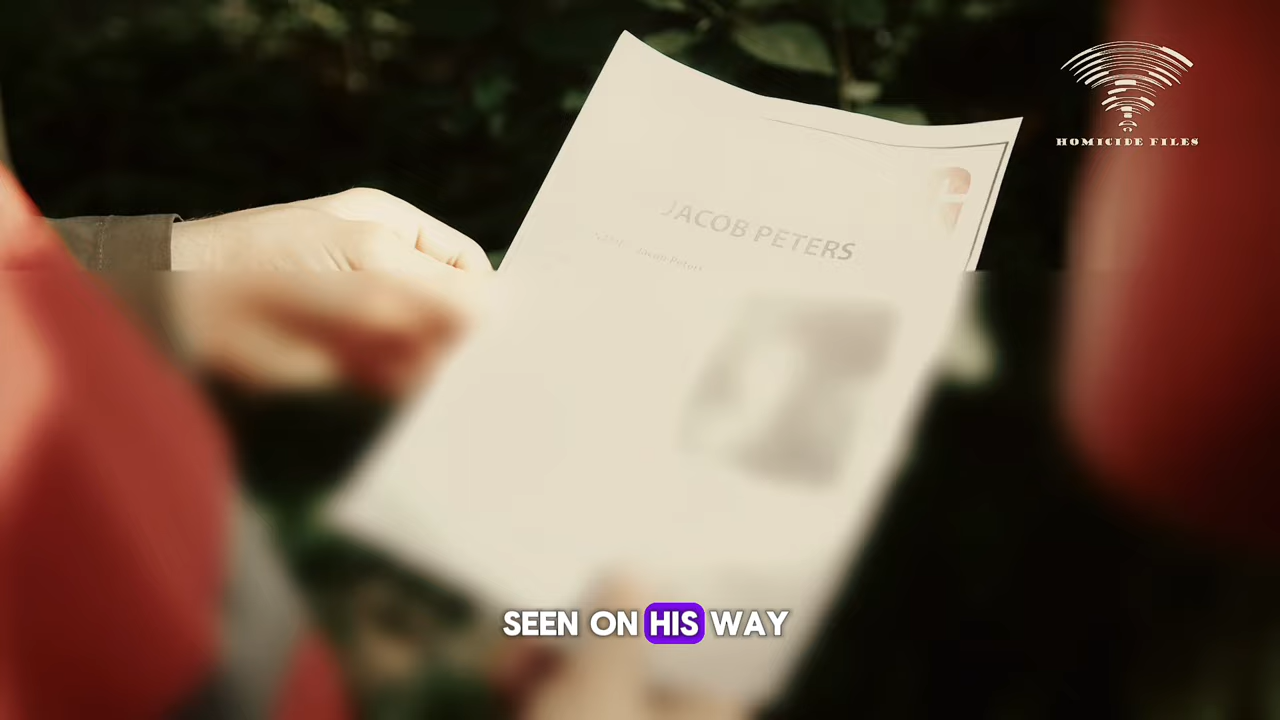 HOMICIDE FILES
JACOB PETERS
Jacob Peters
SEEN ON HIS WAY